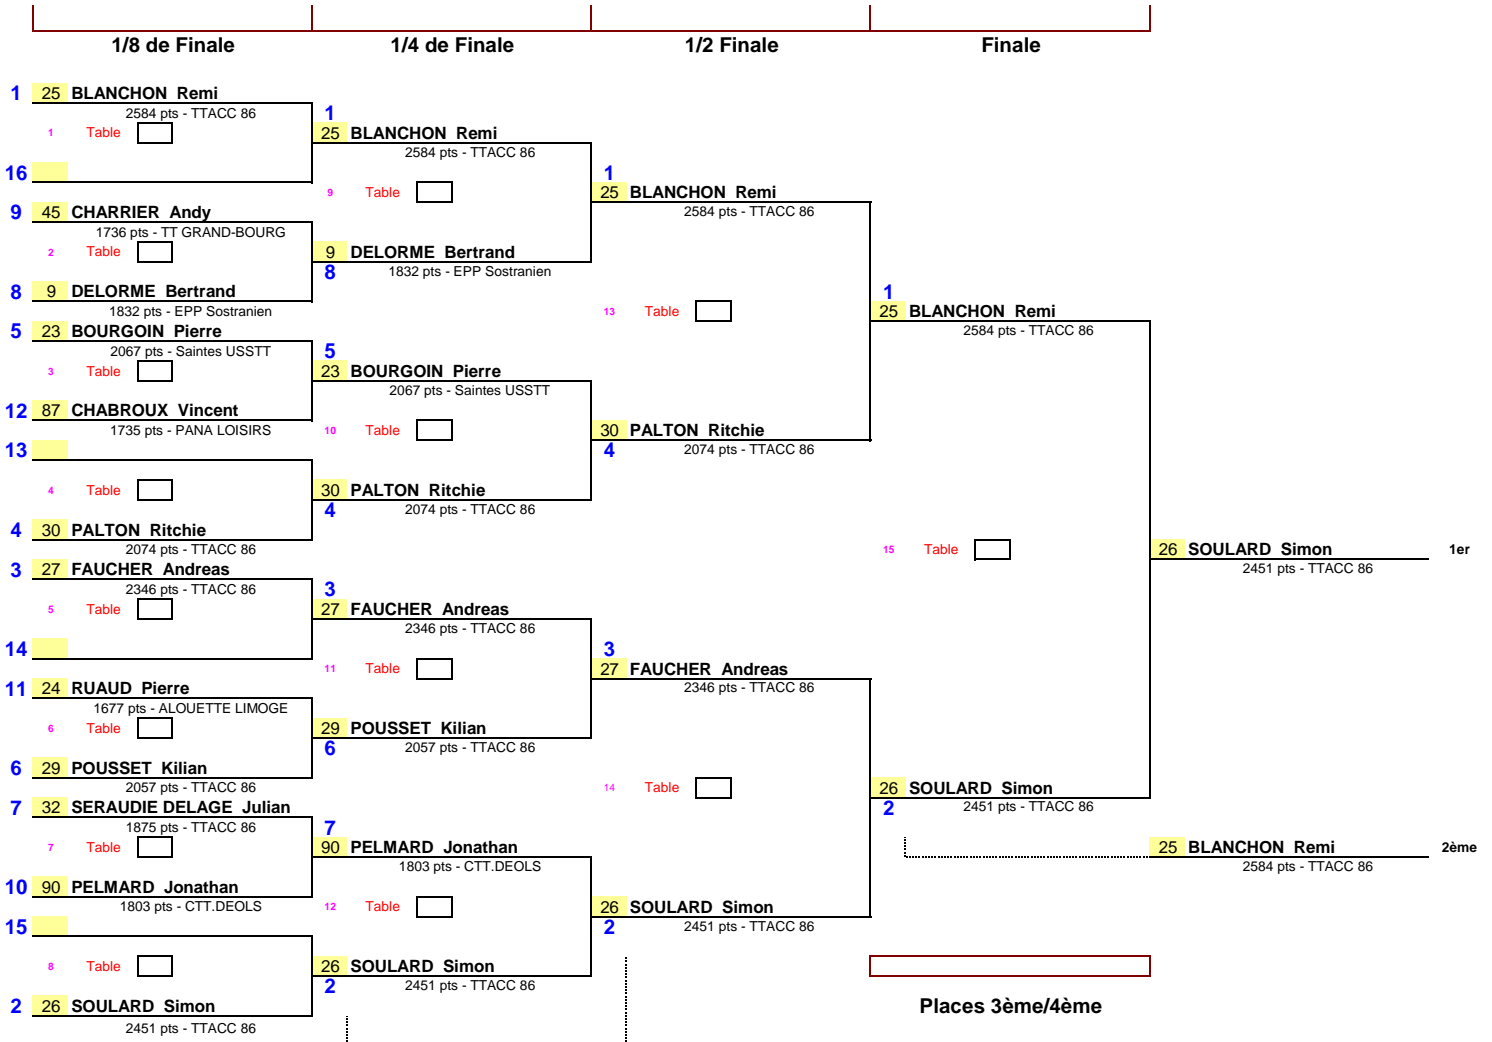 1/8 de Finale 1/4 de Finale 1/2 Finale Finale
1 25 BLANCHON Remi
2584 pts - TTACC 86 1
1 Table 25 BLANCHON Remi
2584 pts - TTACC 86
16 1
9 Table 25 BLANCHON Remi
9 45 CHARRIER Andy 2584 pts - TTACC 86
1736 pts - TT GRAND-BOURG
2 Table 9 DELORME Bertrand
8 1832 pts - EPP Sostranien
8 9 DELORME Bertrand 1
1832 pts - EPP Sostranien 13 Table 25 BLANCHON Remi
5 23 BOURGOIN Pierre 2584 pts - TTACC 86
2067 pts - Saintes USSTT 5
3 Table 23 BOURGOIN Pierre
2067 pts - Saintes USSTT
12 87 CHABROUX Vincent
1735 pts - PANA LOISIRS 10 Table 30 PALTON Ritchie
13 4 2074 pts - TTACC 86
4 Table 30 PALTON Ritchie
4 2074 pts - TTACC 86
4 30 PALTON Ritchie
2074 pts - TTACC 86 15 Table 26 SOULARD Simon 1er
3 27 FAUCHER Andreas 2451 pts - TTACC 86
2346 pts - TTACC 86 3
5 Table 27 FAUCHER Andreas
2346 pts - TTACC 86
14 3
11 Table 27 FAUCHER Andreas
11 24 RUAUD Pierre 2346 pts - TTACC 86
1677 pts - ALOUETTE LIMOGE
6 Table 29 POUSSET Kilian
6 2057 pts - TTACC 86
6 29 POUSSET Kilian
2057 pts - TTACC 86 14 Table 26 SOULARD Simon
7 32 SERAUDIE DELAGE Julian 2 2451 pts - TTACC 86
1875 pts - TTACC 86 7
7 Table 90 PELMARD Jonathan 25 BLANCHON Remi 2ème
1803 pts - CTT.DEOLS 2584 pts - TTACC 86
10 90 PELMARD Jonathan
1803 pts - CTT.DEOLS 12 Table 26 SOULARD Simon
15 2 2451 pts - TTACC 86
8 Table 26 SOULARD Simon
2 2451 pts - TTACC 86
2 26 SOULARD Simon Places 3ème/4ème
2451 pts - TTACC 86